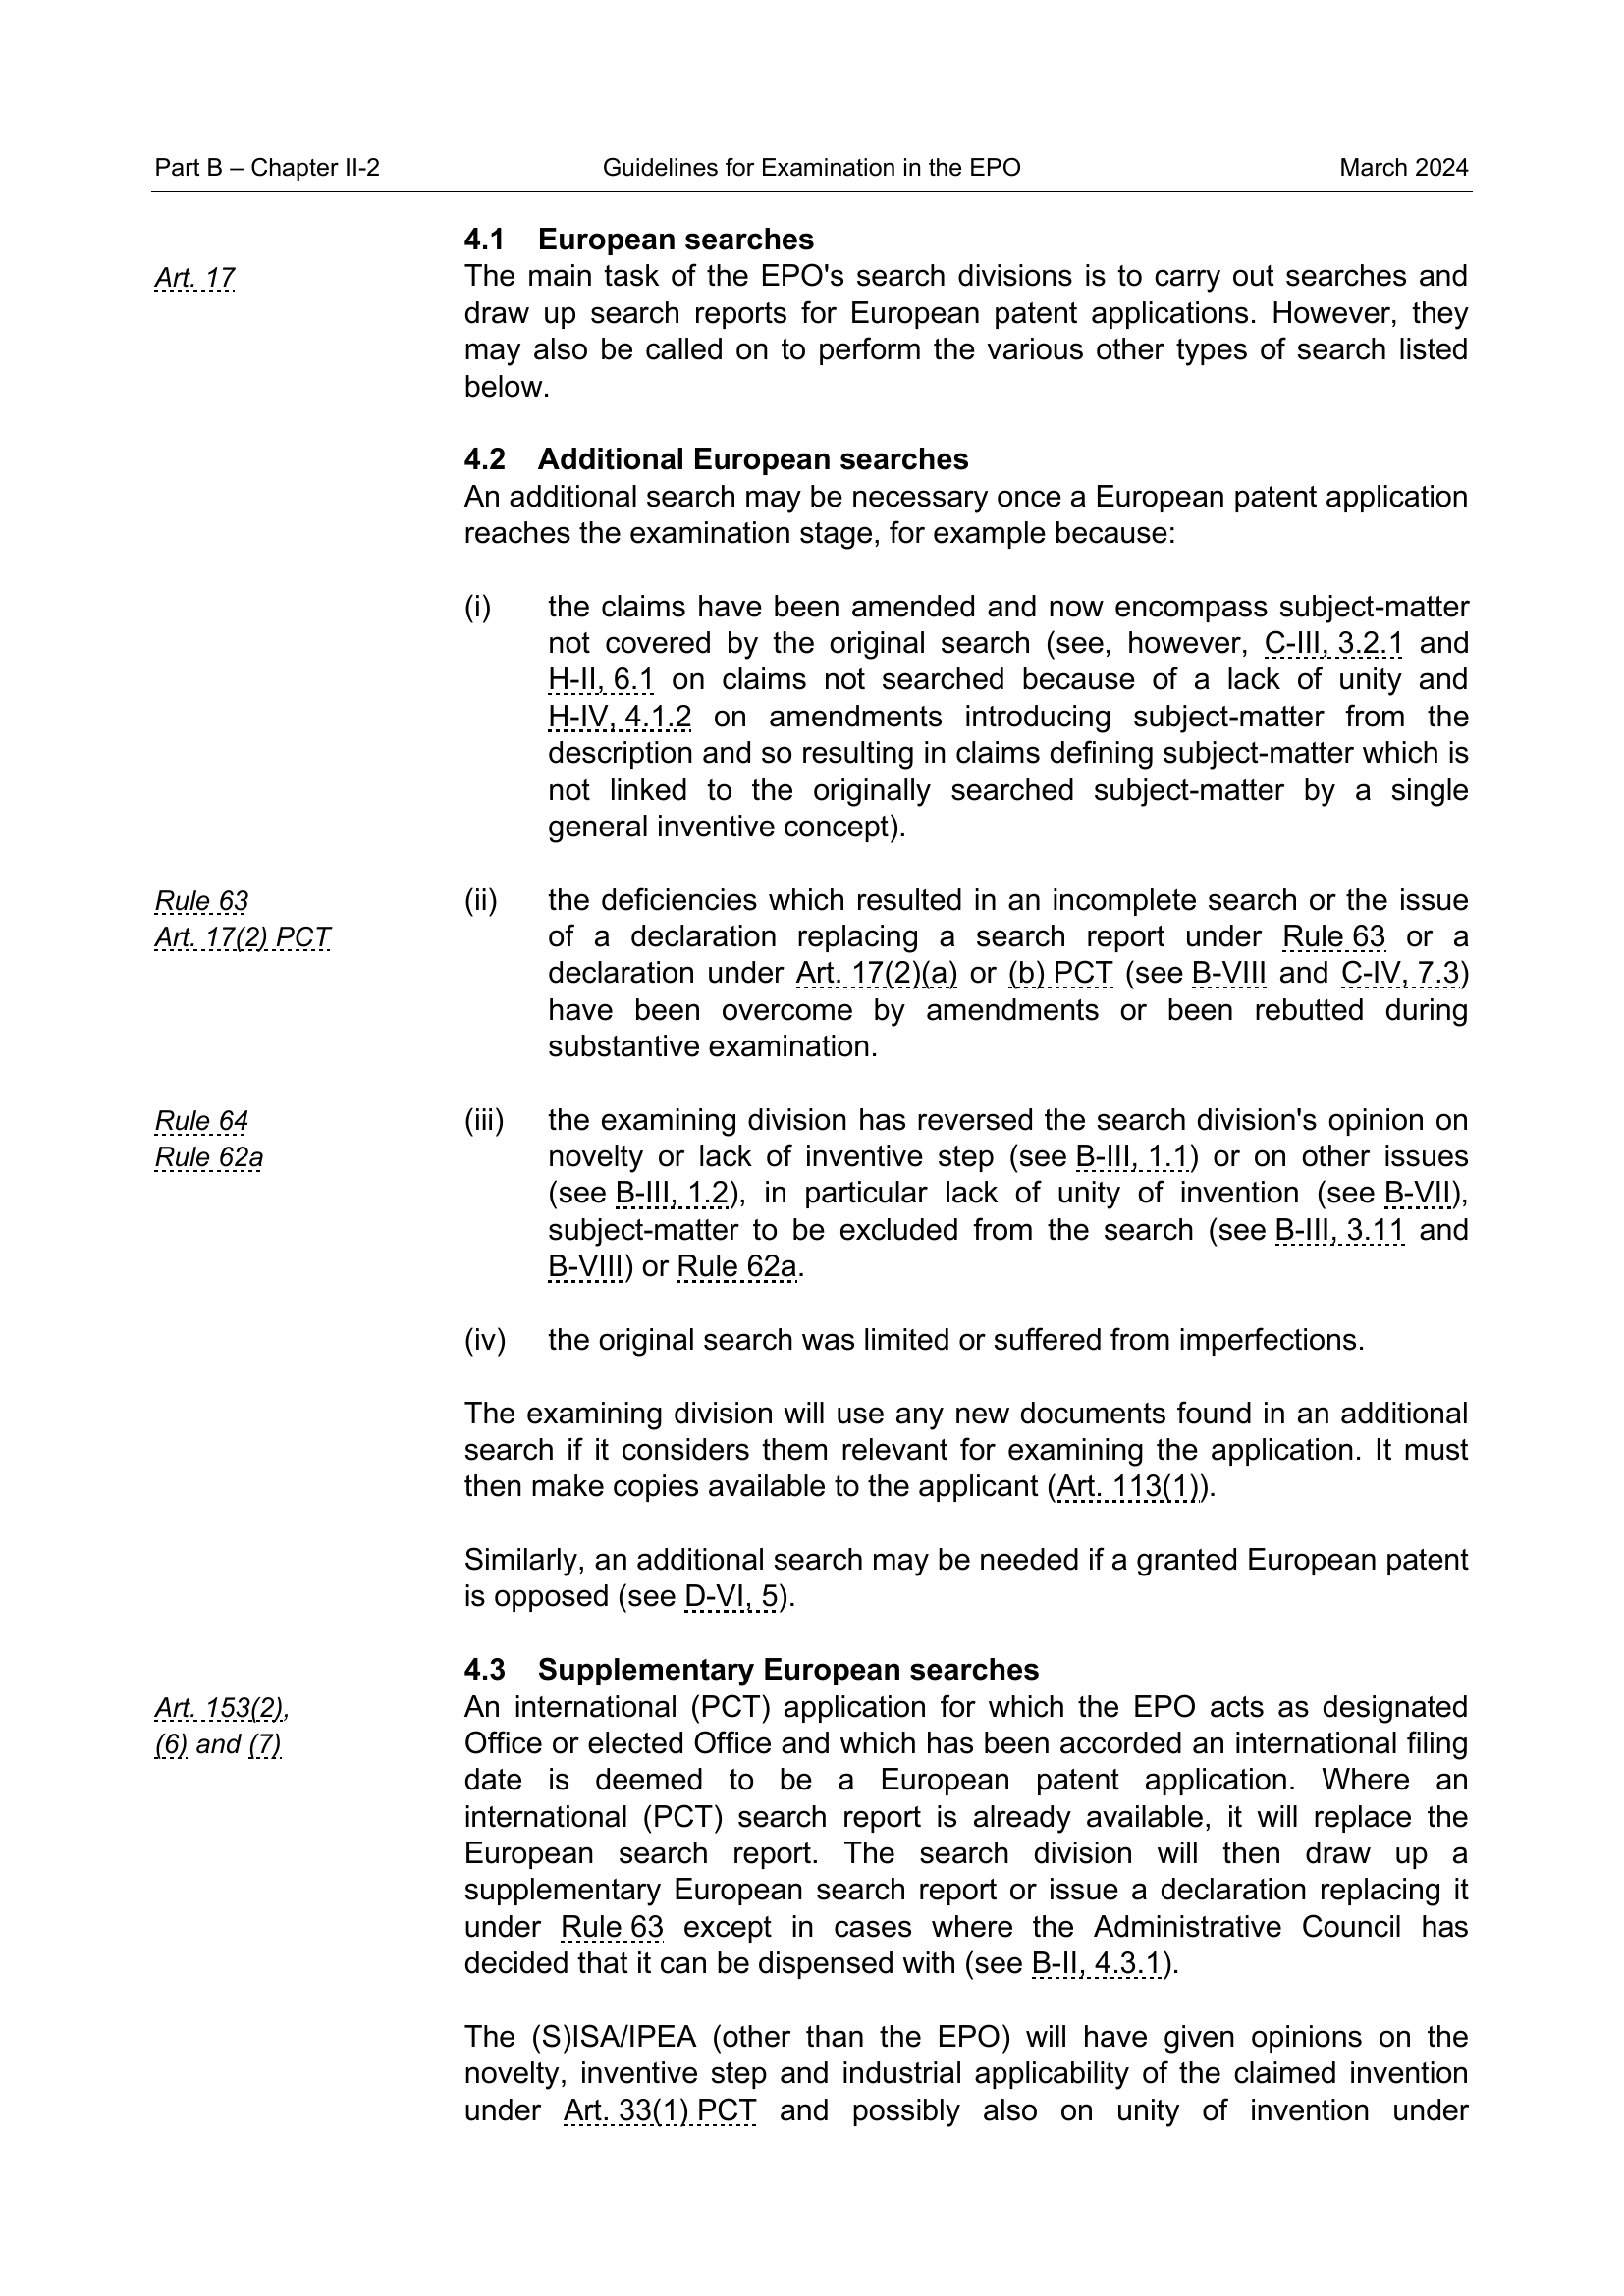 Part B – Chapter II-2 Guidelines for Examination in the EPO March 2024
4.1 European searches
Art. 17
The main task of the EPO's search divisions is to carry out searches and
draw up search reports for European patent applications. However, they
may also be called on to perform the various other types of search listed
below.
4.2 Additional European searches
An additional search may be necessary once a European patent application
reaches the examination stage, for example because:
(i) the claims have been amended and now encompass subject-matter
not covered by the original search (see, however, C-III, 3.2.1 and
H-II, 6.1 on claims not searched because of a lack of unity and
H-IV, 4.1.2 on amendments introducing subject-matter from the
description and so resulting in claims defining subject-matter which is
not linked to the originally searched subject-matter by a single
general inventive concept).
Rule 63
Art. 17(2) PCT
(ii) the deficiencies which resulted in an incomplete search or the issue
of a declaration replacing a search report under Rule 63 or a
declaration under Art. 17(2)(a) or (b) PCT (see B-VIII and C-IV, 7.3)
have been overcome by amendments or been rebutted during
substantive examination.
Rule 64
Rule 62a
(iii) the examining division has reversed the search division's opinion on
novelty or lack of inventive step (see B-III, 1.1) or on other issues
(see B-III, 1.2), in particular lack of unity of invention (see B-VII),
subject-matter to be excluded from the search (see B-III, 3.11 and
B-VIII) or Rule 62a.
(iv) the original search was limited or suffered from imperfections.
The examining division will use any new documents found in an additional
search if it considers them relevant for examining the application. It must
then make copies available to the applicant (Art. 113(1)).
Similarly, an additional search may be needed if a granted European patent
is opposed (see D-VI, 5).
4.3 Supplementary European searches
Art. 153(2),
(6) and (7)
An international (PCT) application for which the EPO acts as designated
Office or elected Office and which has been accorded an international filing
date is deemed to be a European patent application. Where an
international (PCT) search report is already available, it will replace the
European search report. The search division will then draw up a
supplementary European search report or issue a declaration replacing it
under Rule 63 except in cases where the Administrative Council has
decided that it can be dispensed with (see B-II, 4.3.1).
The (S)ISA/IPEA (other than the EPO) will have given opinions on the
novelty, inventive step and industrial applicability of the claimed invention
under Art. 33(1) PCT and possibly also on unity of invention under